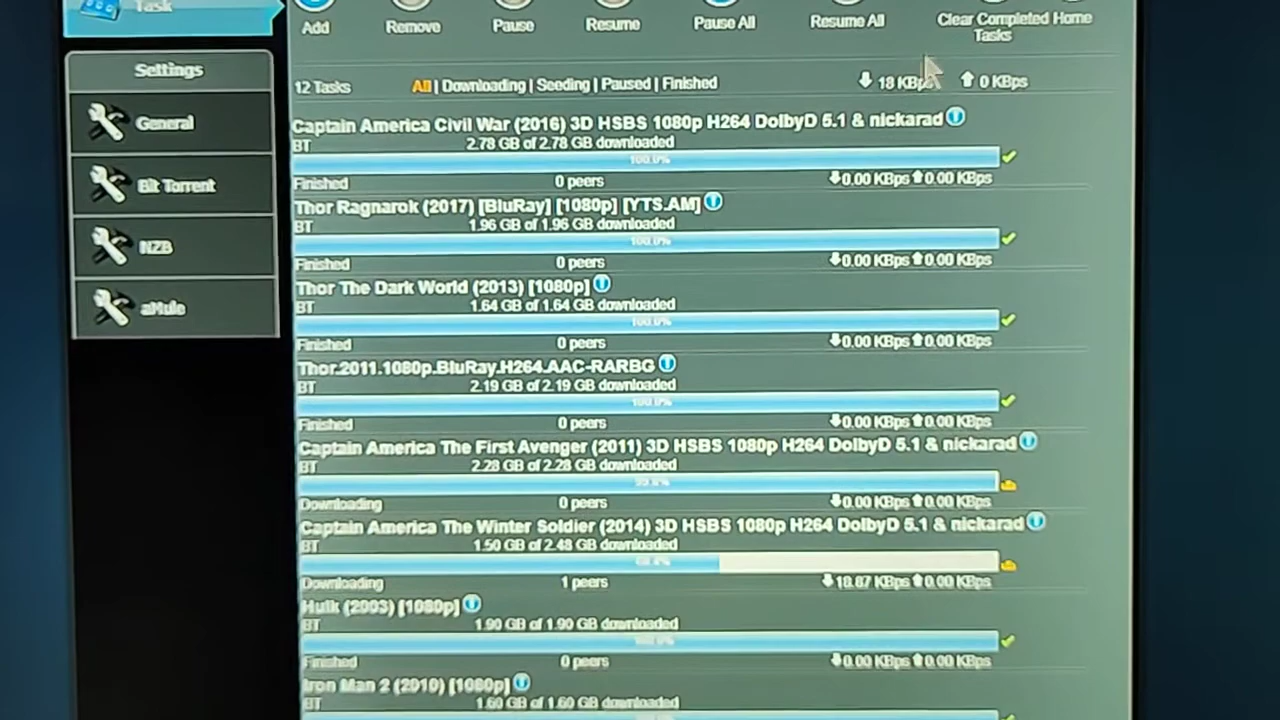 Task
Add Remove Pause Resume Pause All Resume All Clear Completed Tasks Home
Settings
General
Bit Torrent
NZB
aMule
12 Tasks All | Downloading | Seeding | Paused | Finished 18 KBps 0 KBps
Captain America Civil War (2016) 3D HSBS 1080p H264 DolbyD 5.1 & nickarad
BT 2.78 GB of 2.78 GB downloaded
100.0%
Finished 0 peers 0.00 KBps 0.00 KBps
Thor Ragnarok (2017) [BluRay] [1080p] [YTS.AM]
BT 1.96 GB of 1.96 GB downloaded
100.0%
Finished 0 peers 0.00 KBps 0.00 KBps
Thor The Dark World (2013) [1080p]
BT 1.64 GB of 1.64 GB downloaded
100.0%
Finished 0 peers 0.00 KBps 0.00 KBps
Thor.2011.1080p.BluRay.H264.AAC-RARBG
BT 2.19 GB of 2.19 GB downloaded
100.0%
Finished 0 peers 0.00 KBps 0.00 KBps
Captain America The First Avenger (2011) 3D HSBS 1080p H264 DolbyD 5.1 & nickarad
BT 2.28 GB of 2.28 GB downloaded
Downloading 0 peers 0.00 KBps 0.00 KBps
Captain America The Winter Soldier (2014) 3D HSBS 1080p H264 DolbyD 5.1 & nickarad
BT 1.50 GB of 2.48 GB downloaded
Downloading 1 peers 18.87 KBps 0.00 KBps
Hulk (2003) [1080p]
BT 1.90 GB of 1.90 GB downloaded
100.0%
Finished 0 peers 0.00 KBps 0.00 KBps
Iron Man 2 (2010) [1080p]
BT 1.60 GB of 1.60 GB downloaded